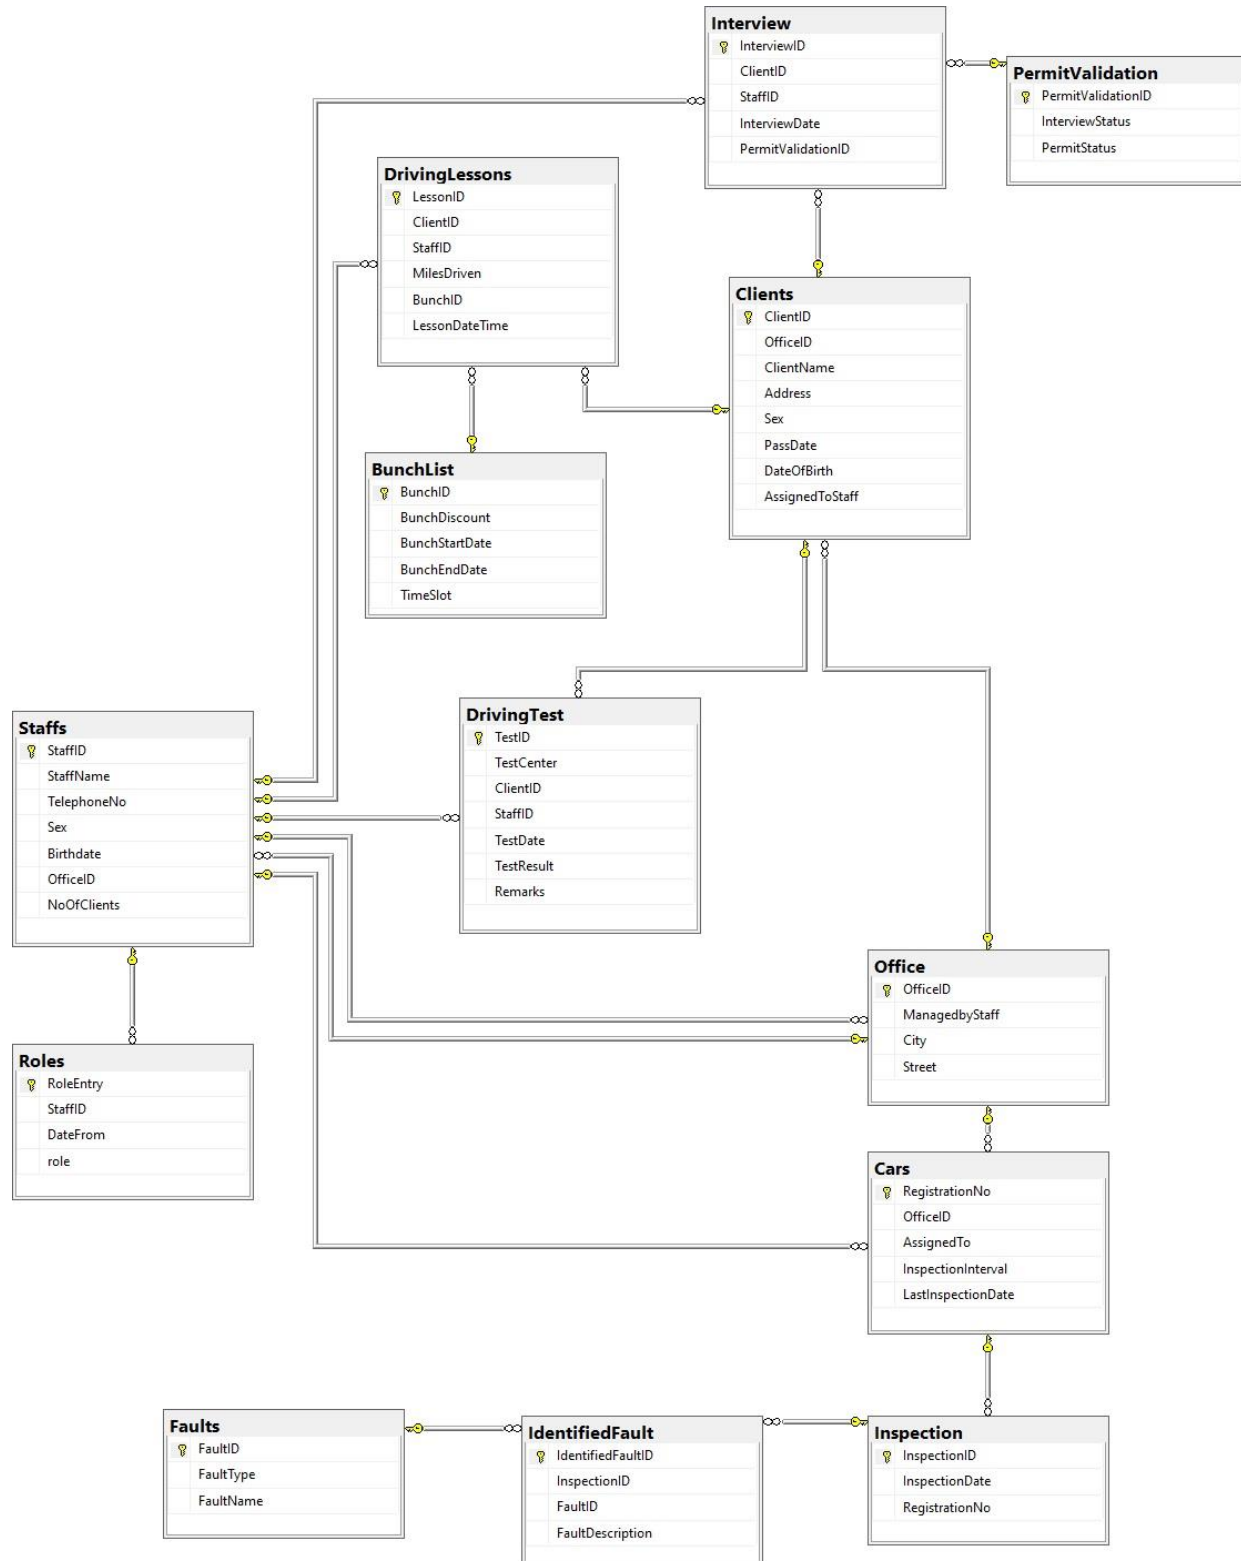 Interview
InterviewID
ClientID
StaffID
InterviewDate
PermitValidationID
PermitValidation
PermitValidationID
InterviewStatus
PermitStatus
DrivingLessons
LessonID
ClientID
StaffID
MilesDriven
BunchID
LessonDateTime
Clients
ClientID
OfficeID
ClientName
Address
Sex
PassDate
DateOfBirth
AssignedToStaff
BunchList
BunchID
BunchDiscount
BunchStartDate
BunchEndDate
TimeSlot
Staffs
StaffID
StaffName
TelephoneNo
Sex
Birthdate
OfficeID
NoOfClients
DrivingTest
TestID
TestCenter
ClientID
StaffID
TestDate
TestResult
Remarks
Office
OfficeID
ManagedbyStaff
City
Street
Roles
RoleEntry
StaffID
DateFrom
role
Cars
RegistrationNo
OfficeID
AssignedTo
InspectionInterval
LastInspectionDate
Faults
FaultID
FaultType
FaultName
IdentifiedFault
IdentifiedFaultID
InspectionID
FaultID
FaultDescription
Inspection
InspectionID
InspectionDate
RegistrationNo